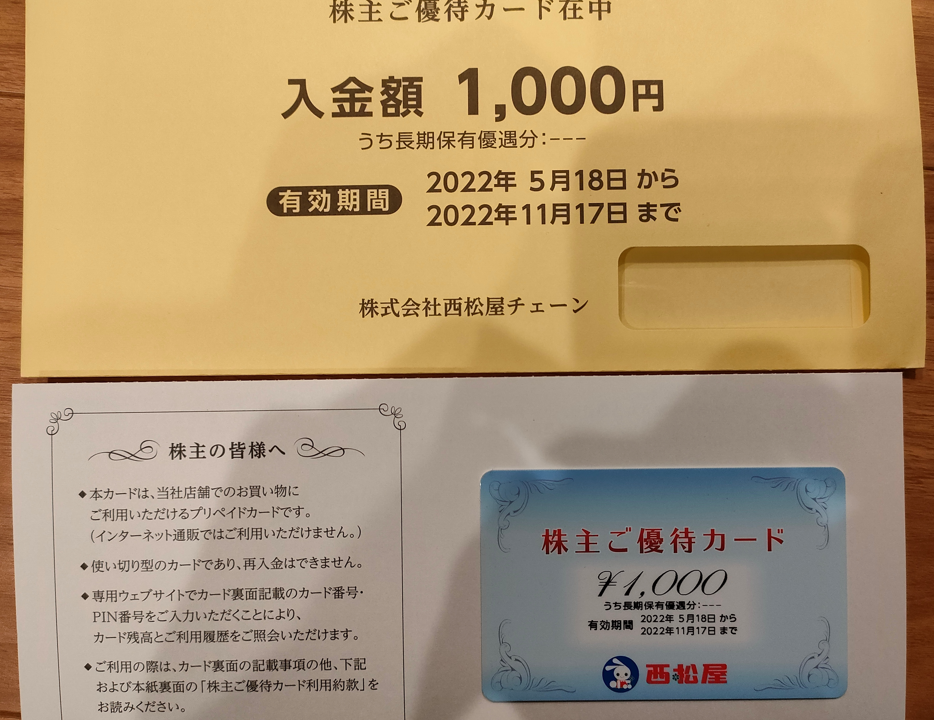 株主ご優待カード在中
入金額 1,000円
うち長期保有優遇分:---
有効期間
2022年 5月18日 から
2022年11月17日 まで
株式会社西松屋チェーン
株主の皆様へ
◆本カードは、当社店舗でのお買い物に
ご利用いただけるプリペイドカードです。
(インターネット通販ではご利用いただけません。)
◆使い切り型のカードであり、再入金はできません。
◆専用ウェブサイトでカード裏面記載のカード番号・
PIN番号をご入力いただくことにより、
カード残高とご利用履歴をご照会いただけます。
◆ご利用の際は、カード裏面の記載事項の他、下記
および本紙裏面の「株主ご優待カード利用約款」を
お読みください。
株主ご優待カード
¥1,000
うち長期保有優遇分:---
有効期間
2022年 5月18日 から
2022年11月17日 まで
西松屋